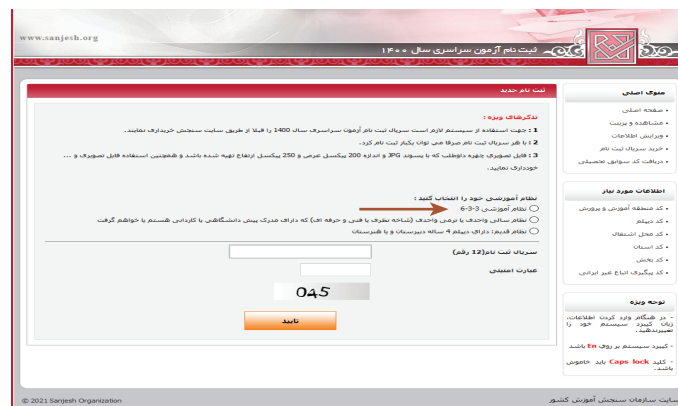 www.sanjesh.org
ثبت نام آزمون سراسری سال ۱۴۰۰
منوی اصلی
• صفحه اصلی
• مشاهده و پرینت
• ویرایش اطلاعات
• خرید سریال ثبت نام
• دریافت کد سوابق تحصیلی
اطلاعات مورد نیاز
• کد منطقه آموزش و پرورش
• کد دیپلم
• کد محل اشتغال
• کد استان
• کد بخش
• کد پیگیری اتباع غیر ایرانی
توجه ویژه
- در هنگام وارد کردن اطلاعات،
زبان کیبرد سیستم خود را
تغییرندهید.
- کیبرد سیستم بر روی En باشد
- کلید Caps lock باید خاموش
باشد.
ثبت نام جدید
تذکرهای ویژه :
1 : جهت استفاده از سیستم لازم است سریال ثبت نام آزمون سراسری سال 1400 را قبلا از طریق سایت سنجش خریداری نمایند.
2 : با هر سریال ثبت نام صرفا می توان یکبار ثبت نام کرد.
3 : فایل تصویری چهره داوطلب که با پسوند JPG و اندازه 200 پیکسل عرض و 250 پیکسل ارتفاع تهیه شده باشد و همچنین استفاده فایل تصویری و ...
خودداری نمایید.
نظام آموزشی خود را انتخاب کنید :
نظام آموزشی 3-3-6
نظام سالی واحدی یا ترمی واحدی (شاخه نظری یا فنی و حرفه ای) که دارای مدرک پیش دانشگاهی یا کاردانی هستم یا خواهم گرفت
نظام قدیم: دارای دیپلم 4 ساله دبیرستان و یا هنرستان
سریال ثبت نام(12 رقم)
عبارت امنیتی
045
تایید
© 2021 Sanjesh Organization
سایت سازمان سنجش آموزش کشور